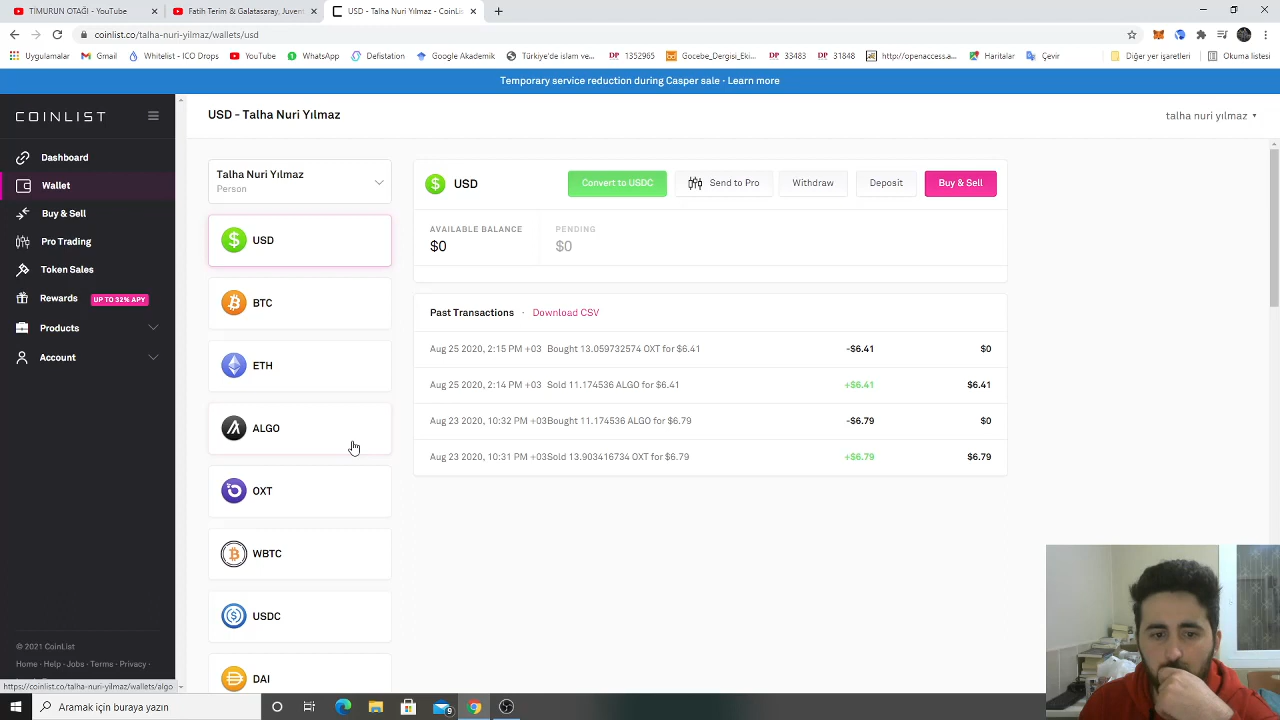 TİMURUN OTAĞI - YouTube
Fatih Terim & Galatasaray, Juvent
USD - Talha Nuri Yılmaz - CoinLis
coinlist.co/talha-nuri-yilmaz/wallets/usd
Uygulamalar
Gmail
Whitelist - ICO Drops
YouTube
WhatsApp
Defistation
Google Akademik
Türkiye'de siyaset v...
1352965
Gocebe_Dergisi_Ek...
33483
31848
http://openaccess.a...
Haritalar
Çevir
Diğer yer işaretleri
Okuma listesi
Temporary service reduction during Casper sale - Learn more
COINLIST
USD - Talha Nuri Yılmaz
talha nuri yılmaz
Dashboard
Wallet
Buy & Sell
Pro Trading
Token Sales
Rewards UP TO 32% APY
Products
Account
Talha Nuri Yılmaz
Person
USD
BTC
ETH
ALGO
OXT
WBTC
USDC
DAI
USD
Convert to USDC
Send to Pro
Withdraw
Deposit
Buy & Sell
AVAILABLE BALANCE
$0
PENDING
$0
Past Transactions · Download CSV
Aug 25 2020, 2:15 PM +03 Bought 13.059732574 OXT for $6.41 -$6.41 $0
Aug 25 2020, 2:14 PM +03 Sold 11.174536 ALGO for $6.41 +$6.41 $6.41
Aug 23 2020, 10:32 PM +03Bought 11.174536 ALGO for $6.79 -$6.79 $0
Aug 23 2020, 10:31 PM +03Sold 13.903416734 OXT for $6.79 +$6.79 $6.79
© 2021 CoinList
Home · Help · Jobs · Terms · Privacy ·
https://coinlist.co/talha-nuri-yilmaz/wallets/algo
Aramak için buraya yazın
9